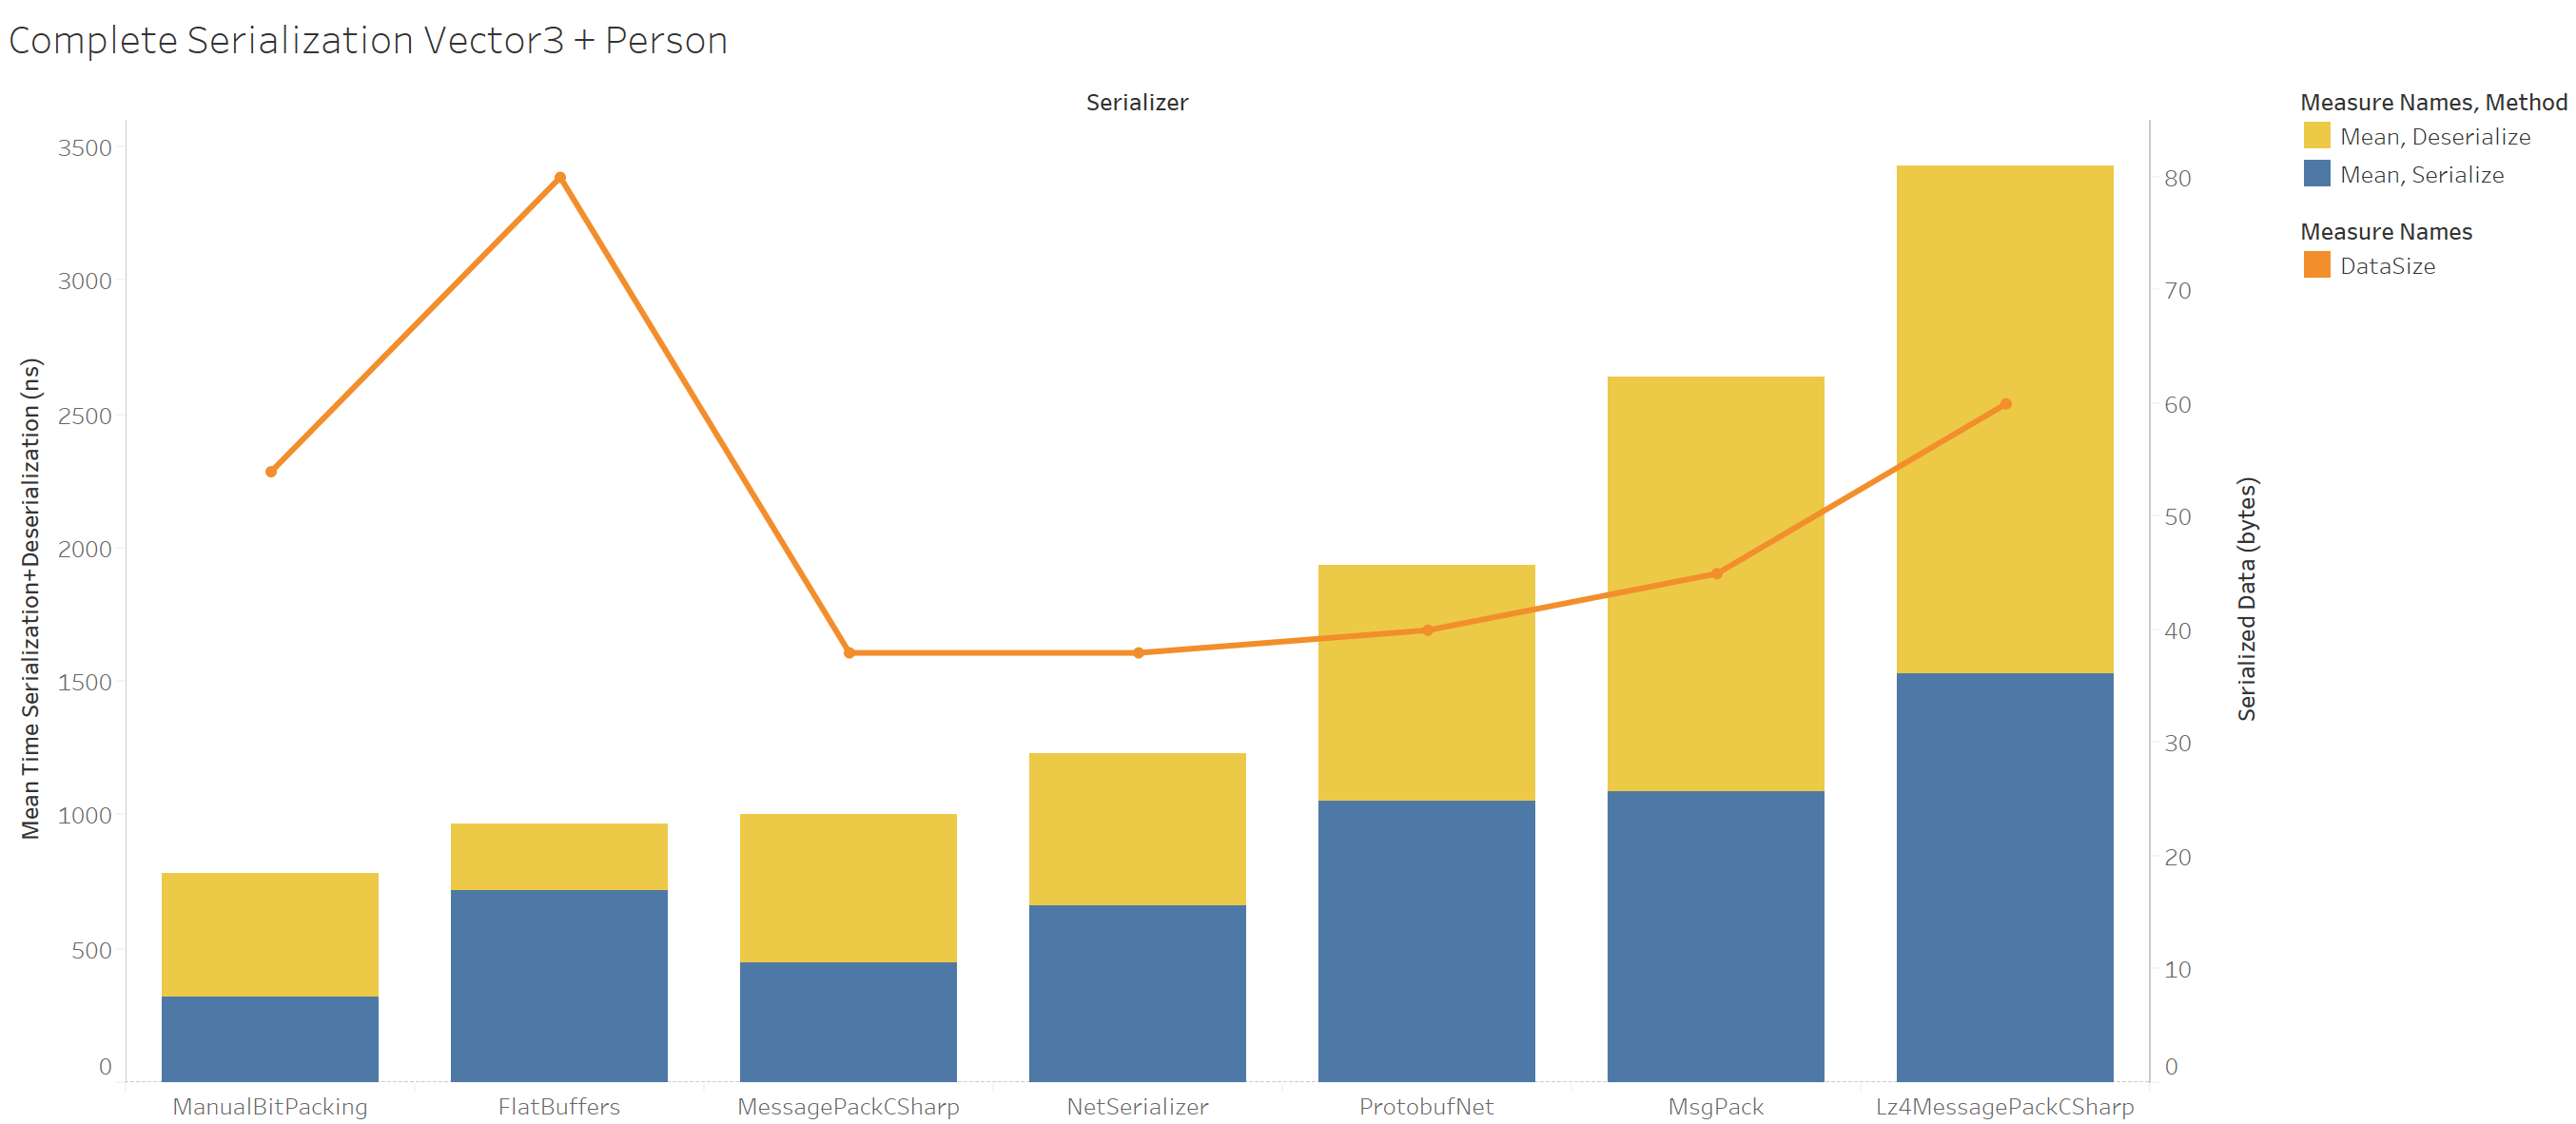 Complete Serialization Vector3 + Person
Serializer
Mean Time Serialization+Deserialization (ns)
3500
3000
2500
2000
1500
1000
500
0
80
70
60
50
40
30
20
10
0
Serialized Data (bytes)
ManualBitPacking
FlatBuffers
MessagePackCSharp
NetSerializer
ProtobufNet
MsgPack
Lz4MessagePackCSharp
Measure Names, Method
Mean, Deserialize
Mean, Serialize
Measure Names
DataSize